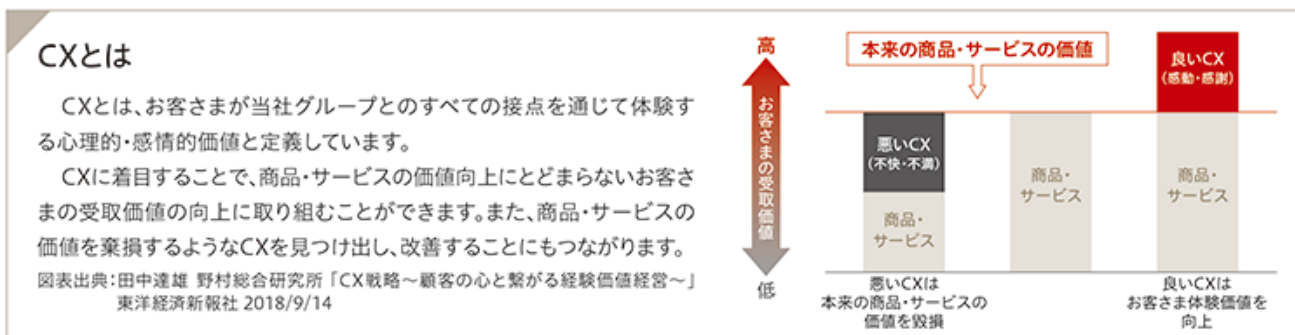 CXとは
CXとは、お客さまが当社グループとのすべての接点を通じて体験す
る心理的・感情的価値と定義しています。
CXに着目することで、商品・サービスの価値向上にとどまらないお客さ
まの受取価値の向上に取り組むことができます。また、商品・サービスの
価値を棄損するようなCXを見つけ出し、改善することにもつながります。
図表出典：田中達雄 野村総合研究所「CX戦略～顧客の心と繋がる経験価値経営～」
東洋経済新報社 2018/9/14
高
お客さまの受取価値
低
本来の商品・サービスの価値
悪いCX
（不快・不満）
商品・
サービス
悪いCXは
本来の商品・サービスの
価値を毀損
商品・
サービス
良いCX
（感動・感謝）
商品・
サービス
良いCXは
お客さま体験価値を
向上